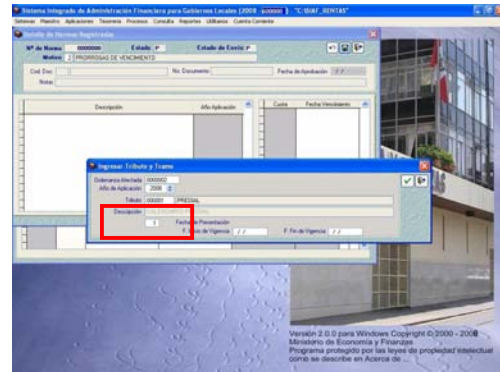 Sistema Integrado de Administración Financiera para Gobiernos Locales (2008
"C:\SIAF_RENTAS"
Sistemas Maestro Aplicaciones Tesoreria Procesos Consulta Reportes Utilitarios Cuenta Corriente
Detalle de Normas Registradas
Nº de Norma 0000000 Estado P Estado de Envío P
Motivo 2 PRORROGAS DE VENCIMIENTO
Cod. Doc. No. Documento Fecha de Aprobación / /
Notas
Descripción Año Aplicación
Cuota Fecha Vencimiento
Ingresar Tributo y Tramo
Ordenanza Afectada 0000002
Año de Aplicación 2008
Tributo 00001 PREDIAL
Descripción
Fecha de Presentación
F. Inicio de Vigencia / / F. Fin de Vigencia / /
Versión 2.0.0 para Windows Copyright © 2000 - 2008
Ministerio de Economía y Finanzas
Programa protegido por las leyes de propiedad intelectual
como se describe en Acerca de ...